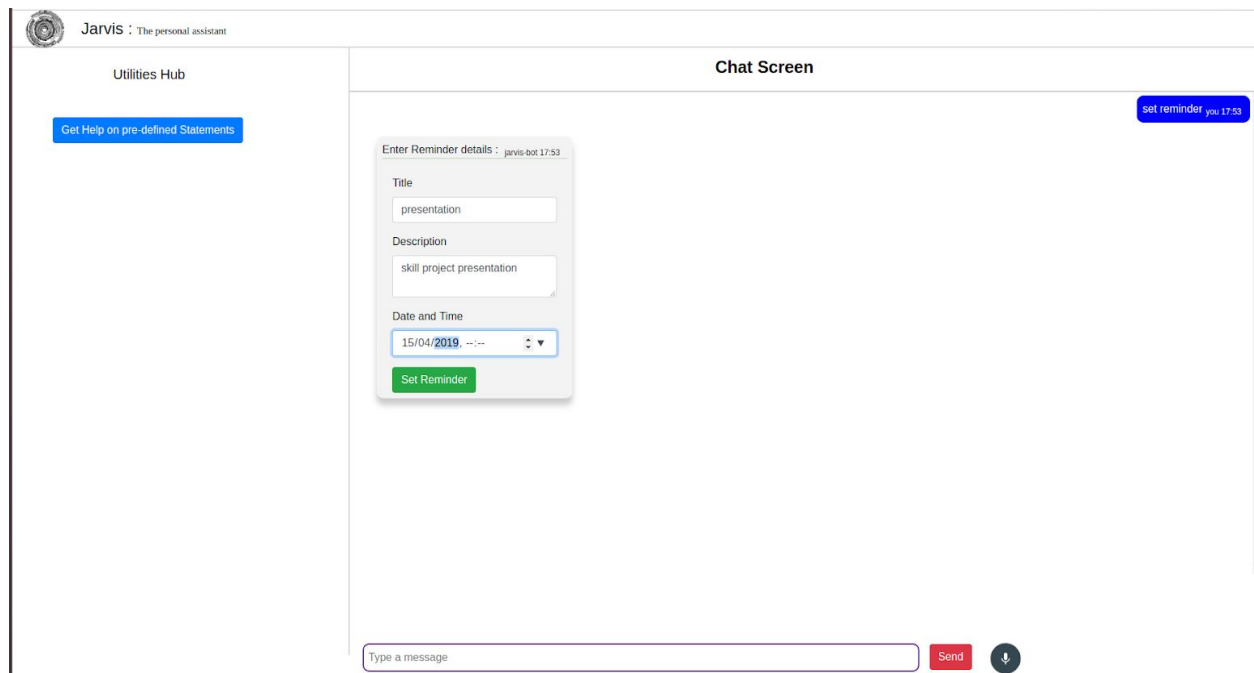 Jarvis : The personal assistant
Utilities Hub
Get Help on pre-defined Statements
Chat Screen
set reminder you 17:53
Enter Reminder details : jarvis-bot 17:53
Title
presentation
Description
skill project presentation
Date and Time
15/04/2019, --:--
Set Reminder
Type a message
Send